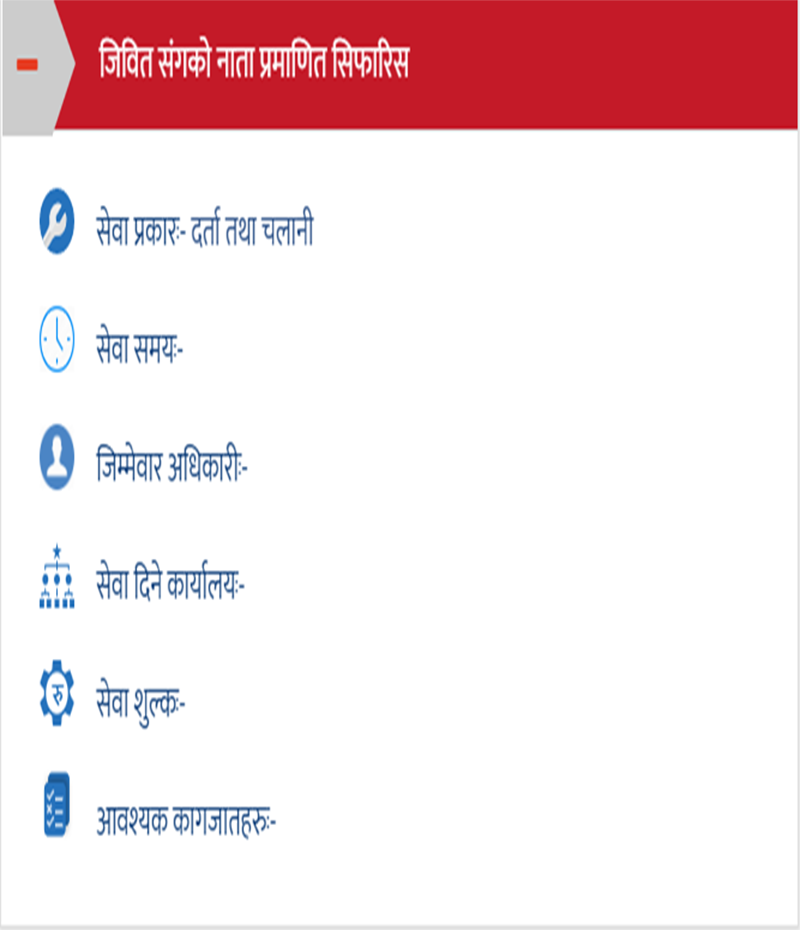 जिवित संगको नाता प्रमाणित सिफारिस
सेवा प्रकारः- दर्ता तथा चलानी
सेवा समयः-
जिम्मेवार अधिकारीः-
सेवा दिने कार्यालयः-
रु
सेवा शुल्कः-
आवश्यक कागजातहरुः-